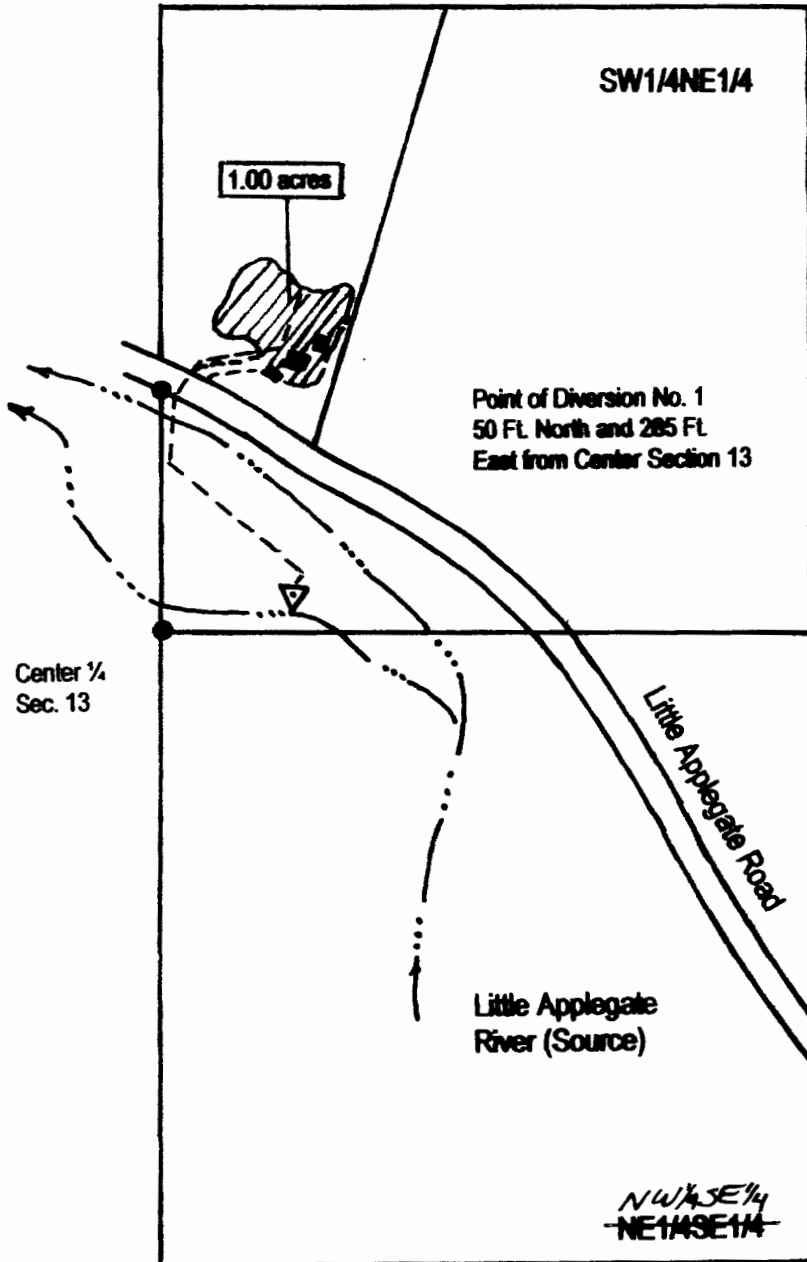 SW1/4NE1/4
1.00 acres
Point of Diversion No. 1
50 Ft. North and 285 Ft.
East from Center Section 13
Center ¼
Sec. 13
Little Applegate Road
Little Applegate
River (Source)
NW¼SE¼
NE1/4SE1/4